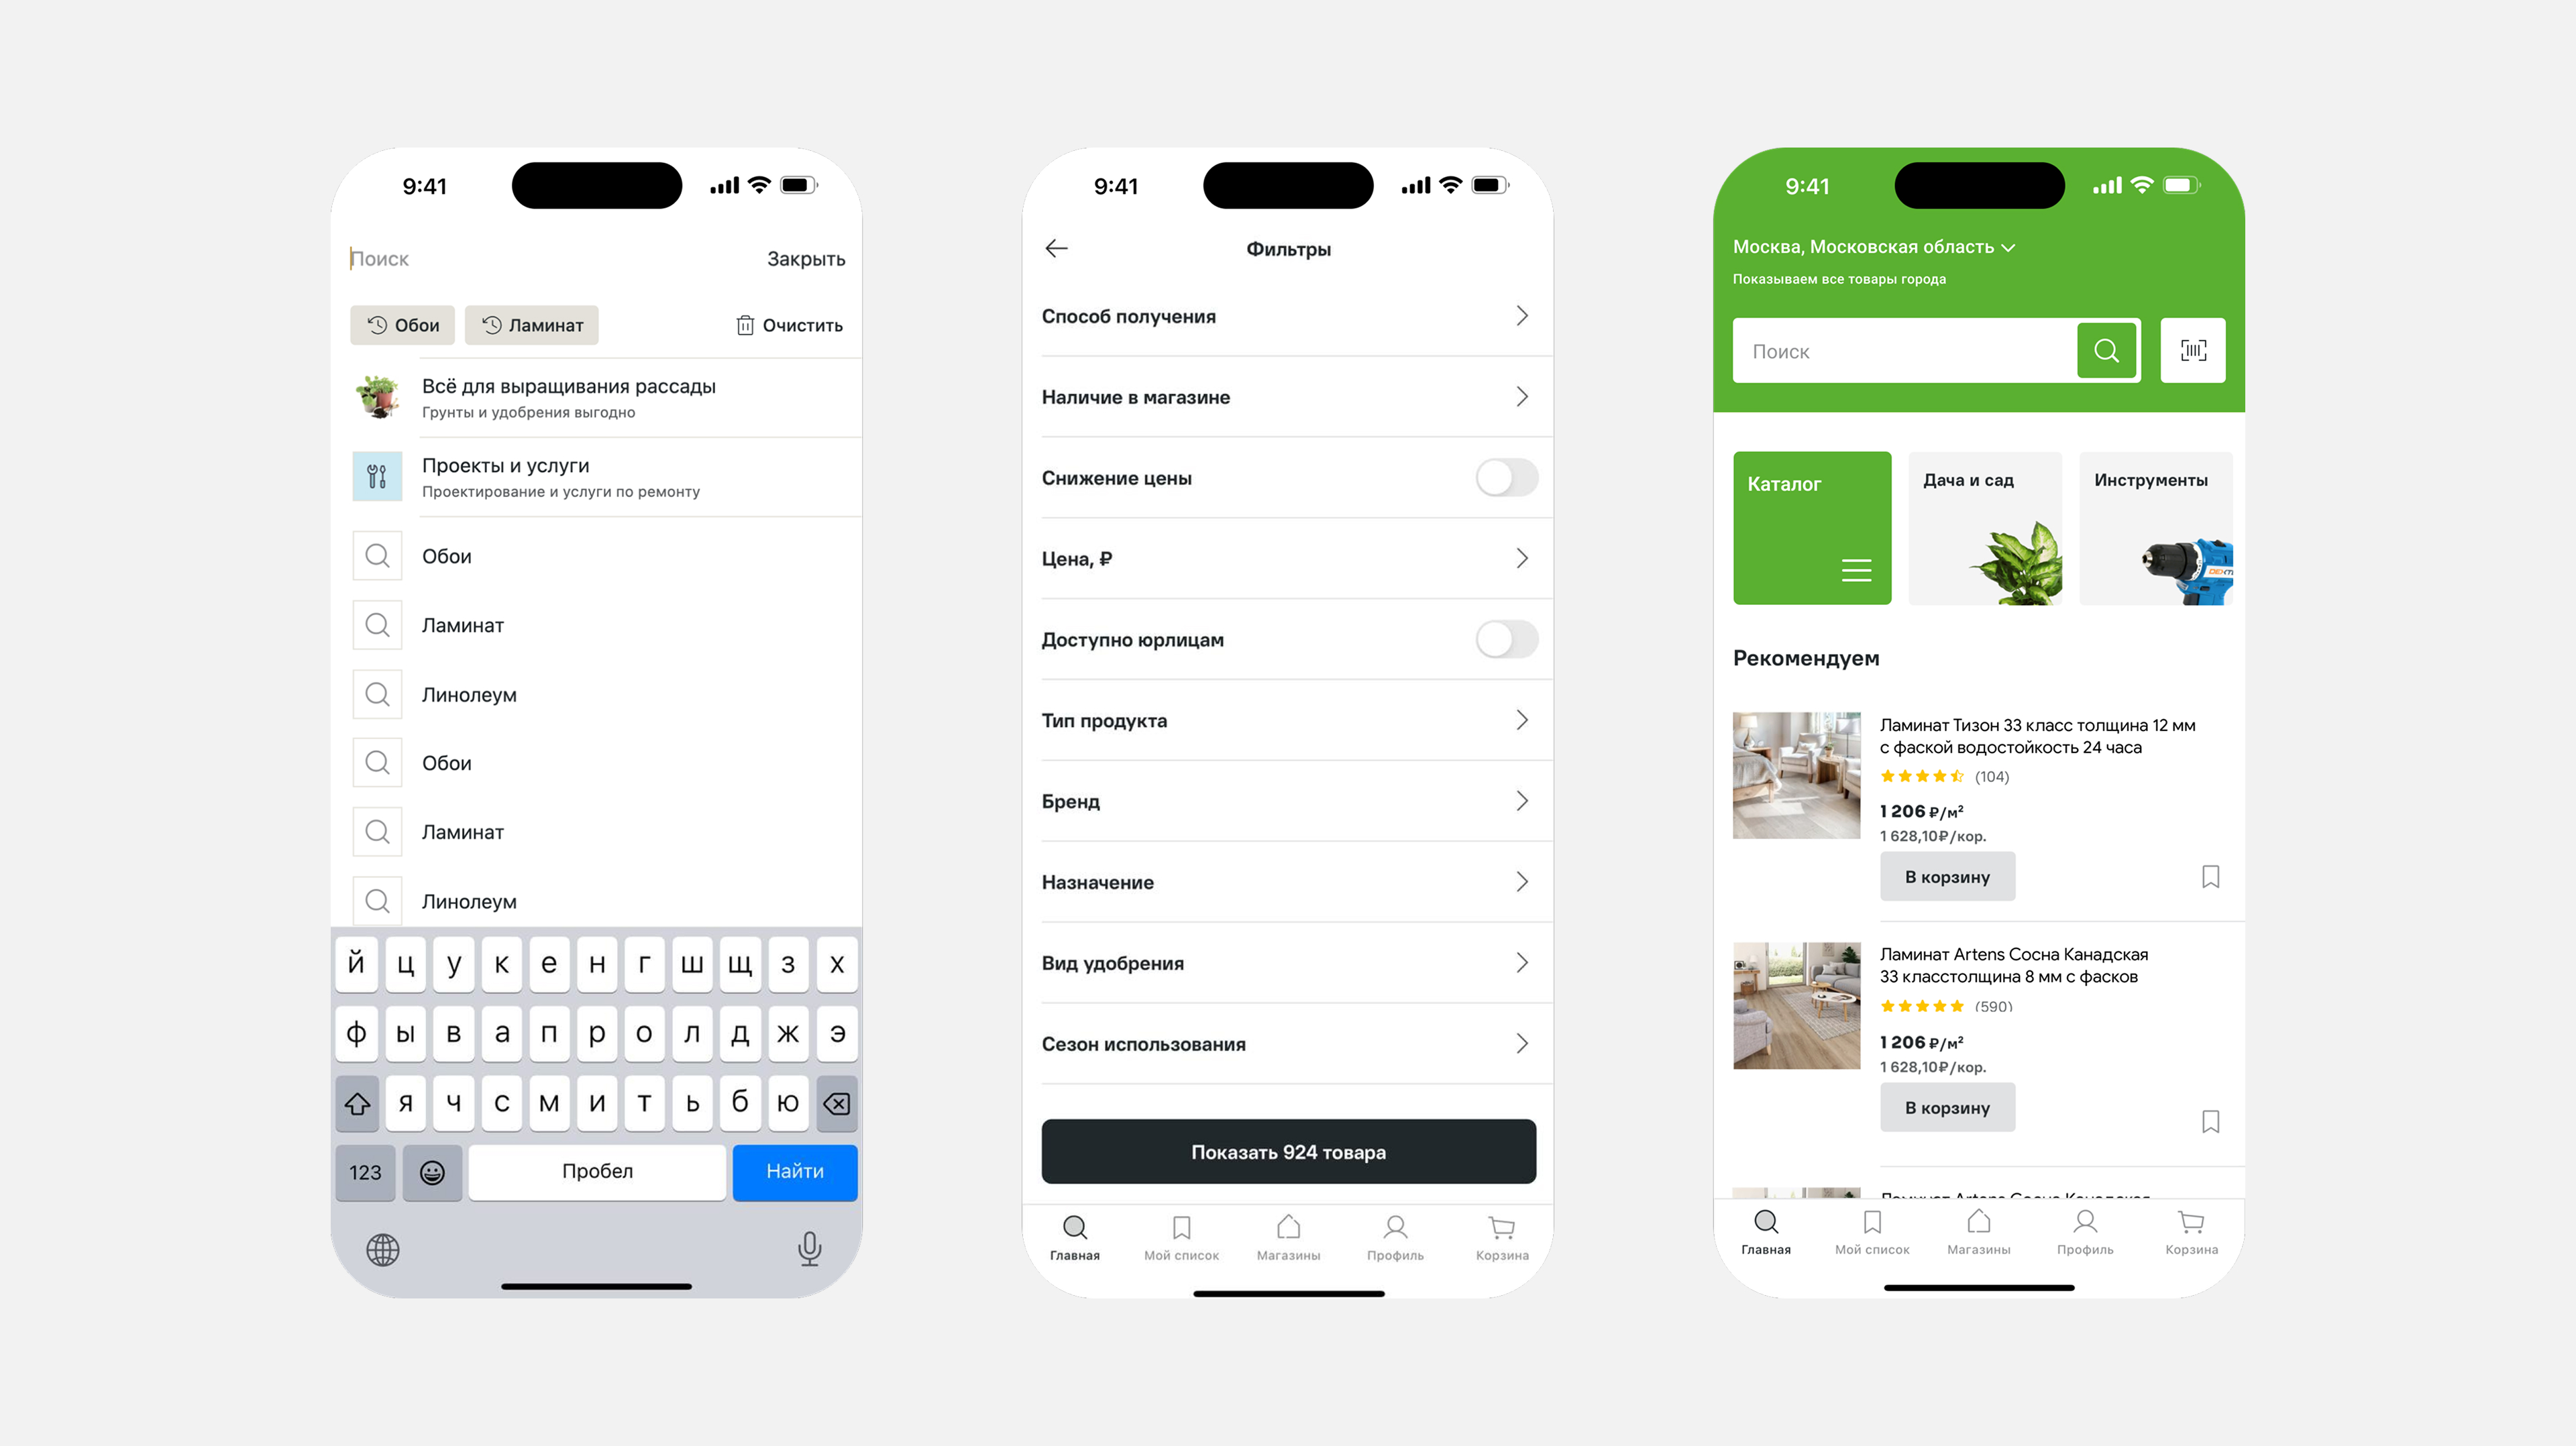 9:41
Поиск
Закрыть
Обои
Ламинат
Очистить
Всё для выращивания рассады
Грунты и удобрения выгодно
Проекты и услуги
Проектирование и услуги по ремонту
Обои
Ламинат
Линолеум
Обои
Ламинат
Линолеум
й ц у к е н г ш щ з х
ф ы в а п р о л д ж э
я ч с м и т ь б ю
123
Пробел
Найти
9:41
Фильтры
Способ получения
Наличие в магазине
Снижение цены
Цена, ₽
Доступно юрлицам
Тип продукта
Бренд
Назначение
Вид удобрения
Сезон использования
Показать 924 товара
Главная
Мой список
Магазины
Профиль
Корзина
9:41
Москва, Московская область
Показываем все товары города
Поиск
Каталог
Дача и сад
Инструменты
Рекомендуем
Ламинат Тизон 33 класс толщина 12 мм
с фаской водостойкость 24 часа
(104)
1 206 ₽/м²
1 628,10₽/кор.
В корзину
Ламинат Artens Сосна Канадская
33 класстолщина 8 мм с фасков
(590)
1 206 ₽/м²
1 628,10₽/кор.
В корзину
Ламинат Artens Сосна Канадская
Главная
Мой список
Магазины
Профиль
Корзина